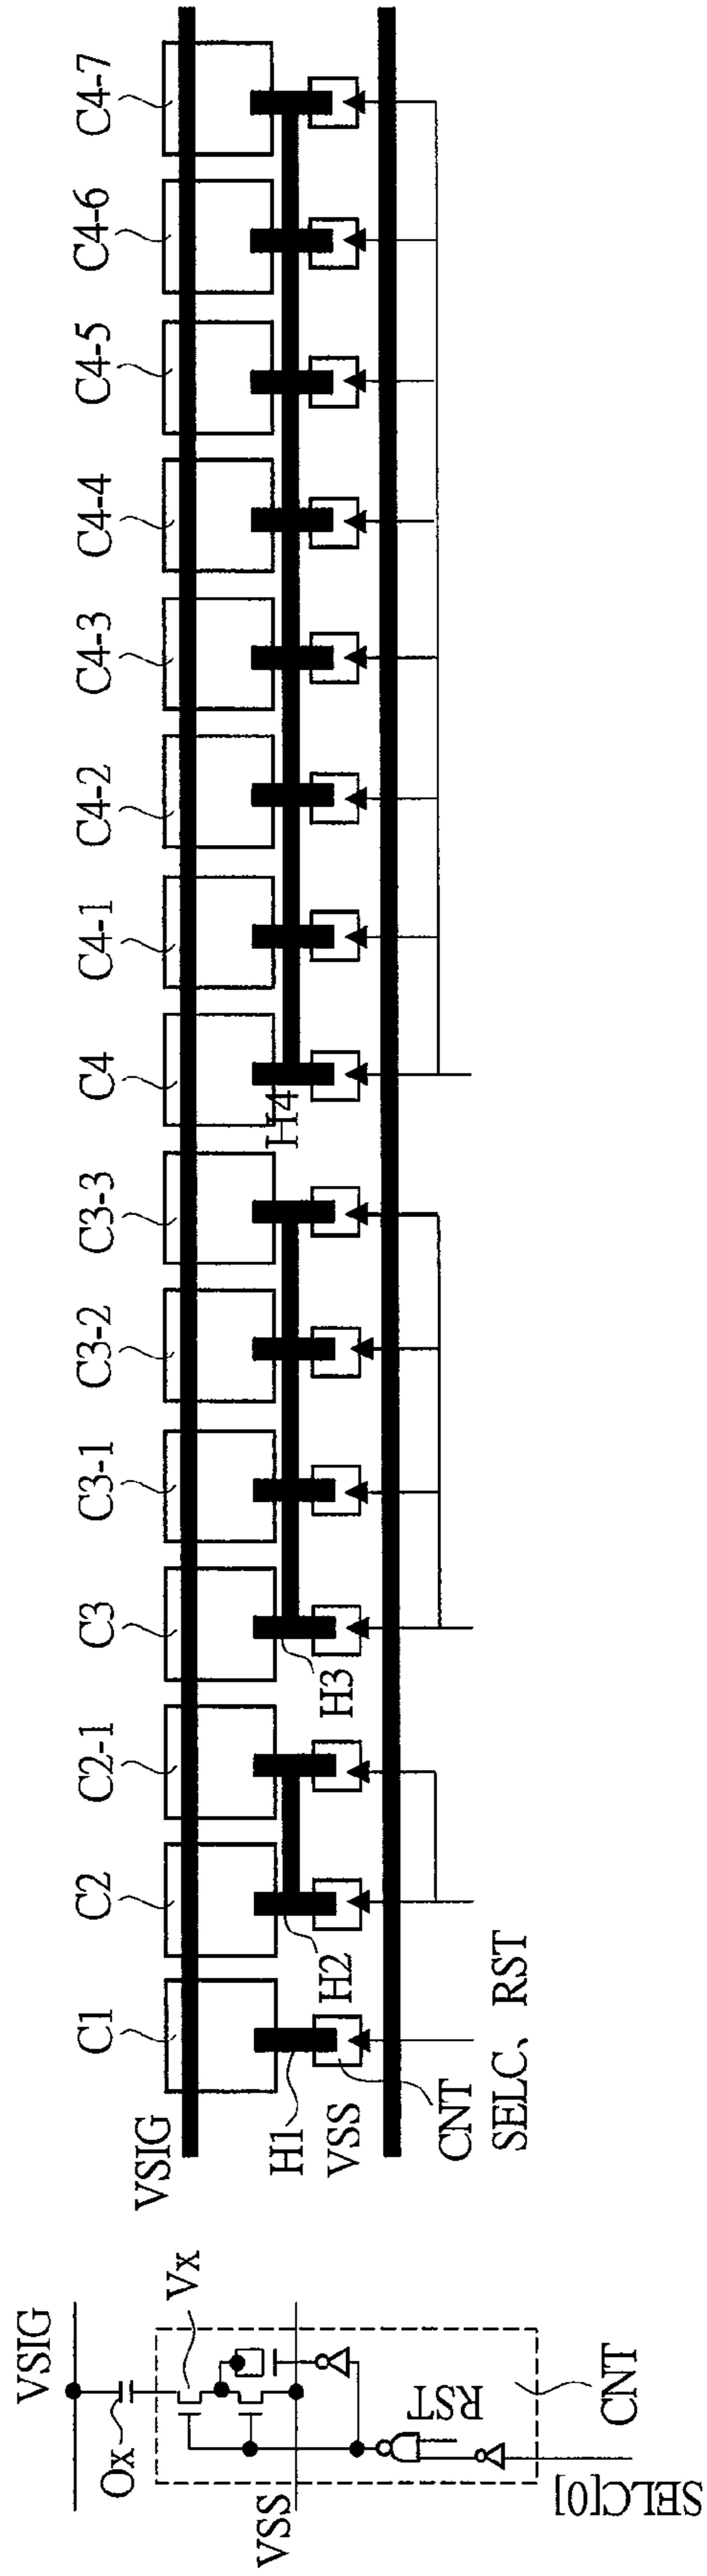 C4-7
C4-6
C4-5
C4-4
C4-3
C4-2
C4-1
C4
H4
C3-3
C3-2
C3-1
C3
H3
C2-1
C2
H2
C1
VSIG
H1
VSS
CNT
SELC、RST
VSIG
Vx
Ox
RST
VSS
CNT
SELC[0]